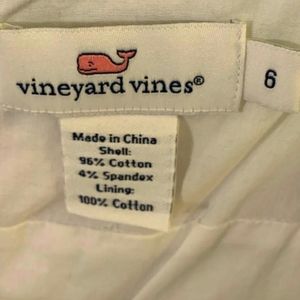 vineyard vines®
6
Made in China
Shell:
96% Cotton
4% Spandex
Lining:
100% Cotton